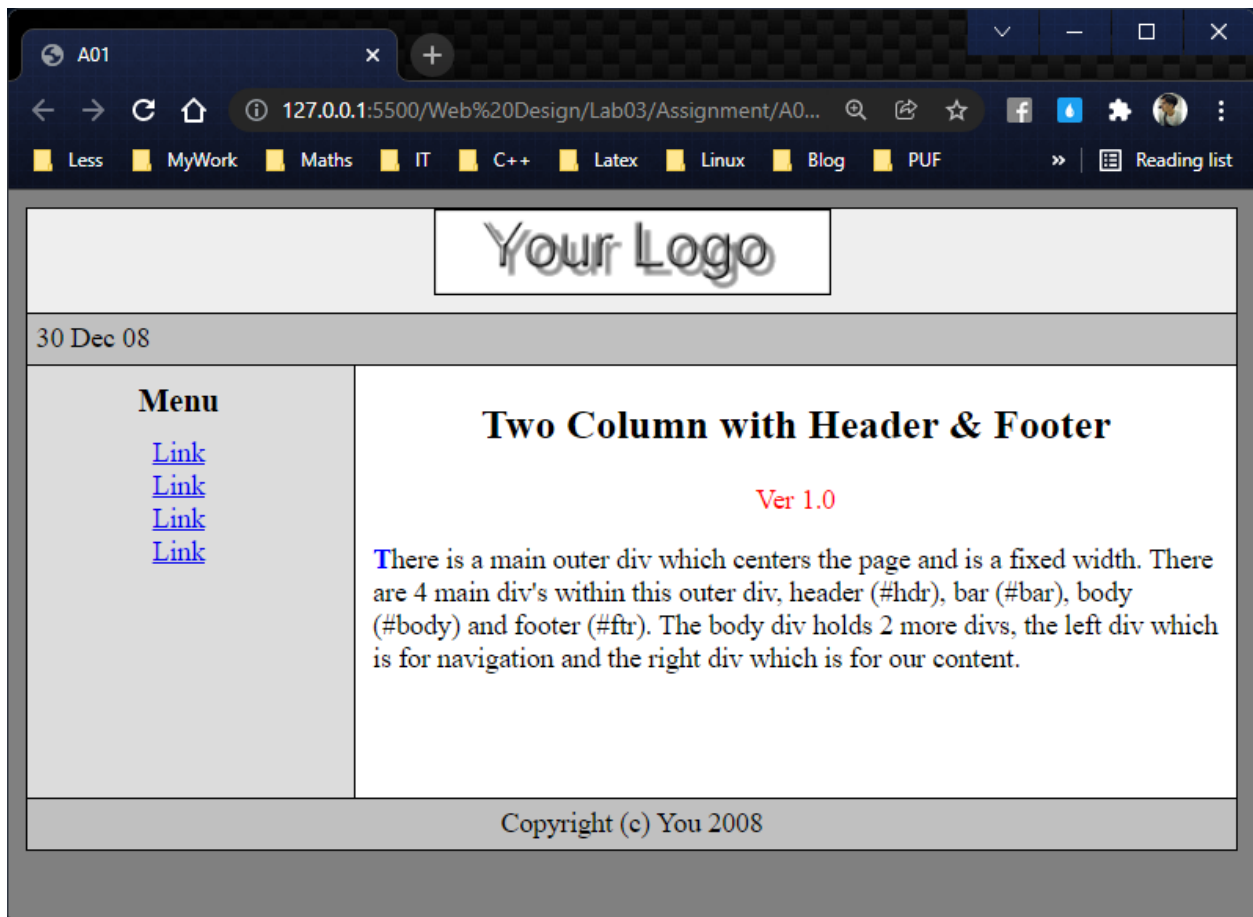 A01
127.0.0.1:5500/Web%20Design/Lab03/Assignment/A0...
Less MyWork Maths IT C++ Latex Linux Blog PUF » Reading list
Your Logo
30 Dec 08
Menu
Link
Link
Link
Link
Two Column with Header & Footer
Ver 1.0
There is a main outer div which centers the page and is a fixed width. There
are 4 main div's within this outer div, header (#hdr), bar (#bar), body
(#body) and footer (#ftr). The body div holds 2 more divs, the left div which
is for navigation and the right div which is for our content.
Copyright (c) You 2008